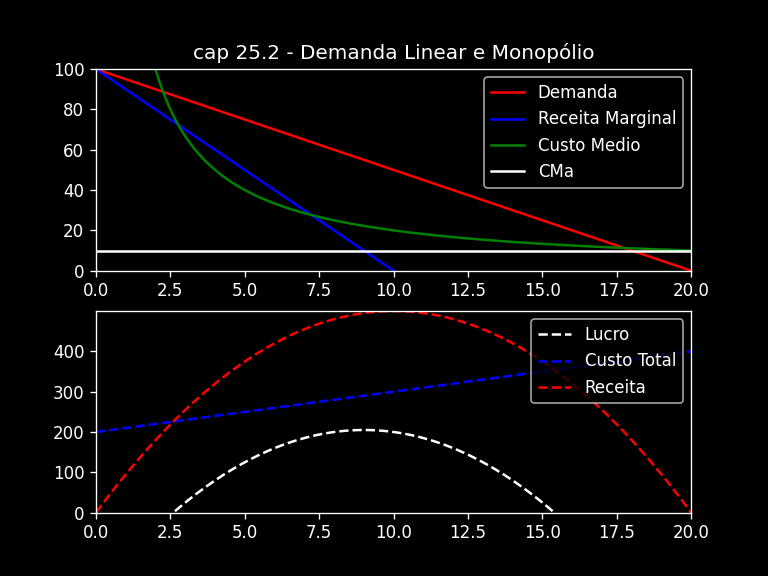 cap 25.2 - Demanda Linear e Monopólio
100
80
60
40
20
0
Demanda
Receita Marginal
Custo Medio
CMa
0.0 2.5 5.0 7.5 10.0 12.5 15.0 17.5 20.0
400
300
200
100
0
Lucro
Custo Total
Receita
0.0 2.5 5.0 7.5 10.0 12.5 15.0 17.5 20.0